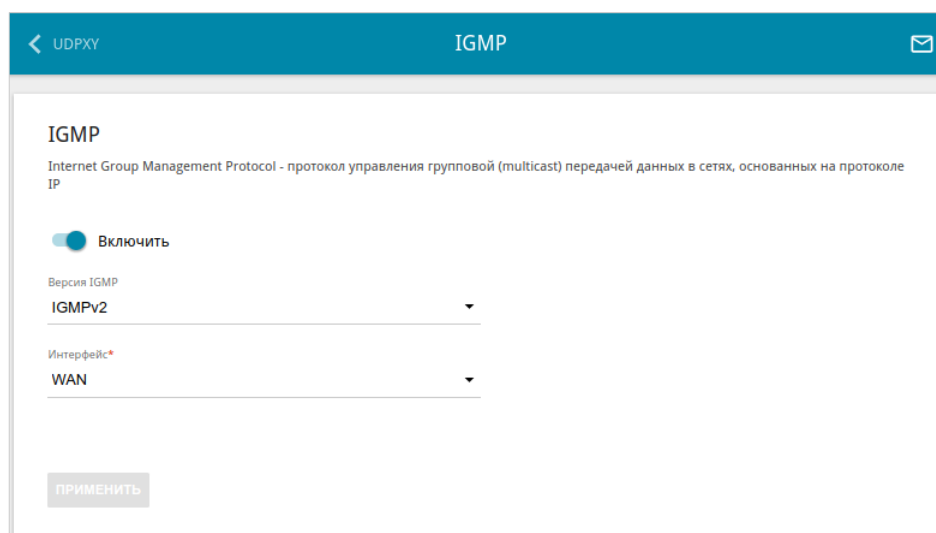 UDPXY
IGMP
IGMP
Internet Group Management Protocol - протокол управления групповой (multicast) передачей данных в сетях, основанных на протоколе
IP
Включить
Версия IGMP
IGMPv2
Интерфейс*
WAN
ПРИМЕНИТЬ